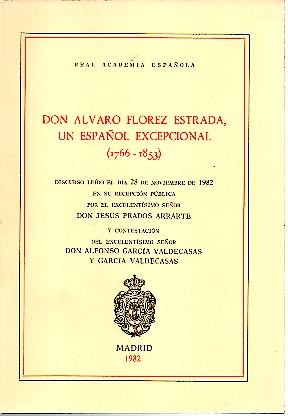 REAL ACADEMIA ESPAÑOLA
DON ALVARO FLOREZ ESTRADA,
UN ESPAÑOL EXCEPCIONAL
(1766-1853)
DISCURSO LEÍDO EL DIA 28 DE NOVIEMBRE DE 1982
EN SU RECEPCIÓN PÚBLICA
POR EL EXCELENTÍSIMO SEÑOR
DON JESUS PRADOS ARRARTE
Y CONTESTACIÓN
DEL EXCELENTÍSIMO SEÑOR
DON ALFONSO GARCIA VALDECASAS
Y GARCIA VALDECASAS
MADRID
1982